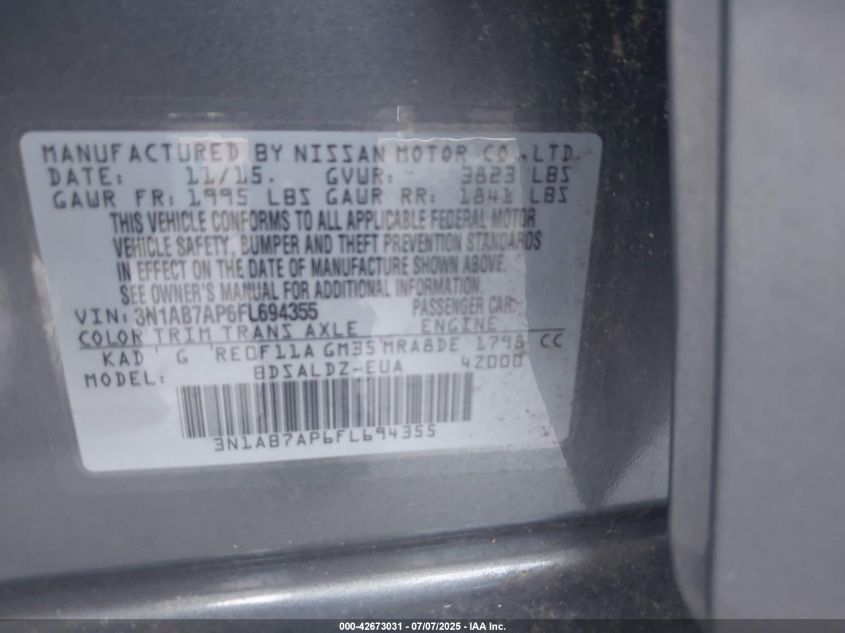 MANUFACTURED BY NISSAN MOTOR CO.,LTD.
DATE: 11/15. GVWR: 3823 LBS
GAWR FR: 1995 LBS GAWR RR: 1841 LBS
THIS VEHICLE CONFORMS TO ALL APPLICABLE FEDERAL MOTOR
VEHICLE SAFETY, BUMPER AND THEFT PREVENTION STANDARDS
IN EFFECT ON THE DATE OF MANUFACTURE SHOWN ABOVE.
SEE OWNER'S MANUAL FOR ADDITIONAL INFORMATION.
VIN: 3N1AB7AP6FL694355 PASSENGER CAR
COLOR TRIM TRANS AXLE ENGINE
KAD G RE0F11A GM35 MRA8DE 1798 CC
MODEL: BDSALDZ-EUA 42000
3N1AB7AP6FL694355
000-42673031 - 07/07/2025 - IAA Inc.